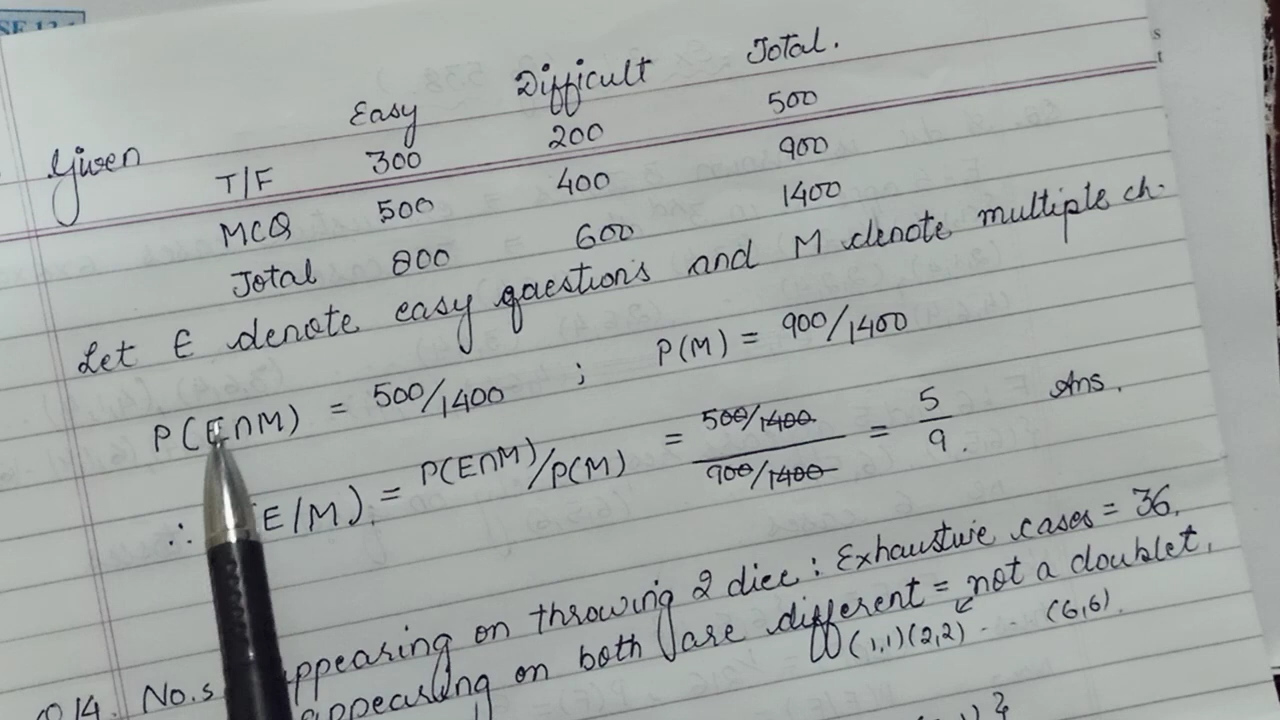 Easy Difficult Total.
Given T/F 300 200 500
MCQ 500 400 900
Total 800 600 1400
Let E denote easy questions and M denote multiple ch.
P(E∩M) = 500/1400 ; P(M) = 900/1400
∴ (E/M) = P(E∩M)/P(M) = 500/1400 / 900/1400 = 5/9. Ans.
14. No.s ppearing on throwing 2 dice : Exhaustive cases = 36.
appearing on both are different = not a doublet.
(1,1)(2,2) - - (6,6).